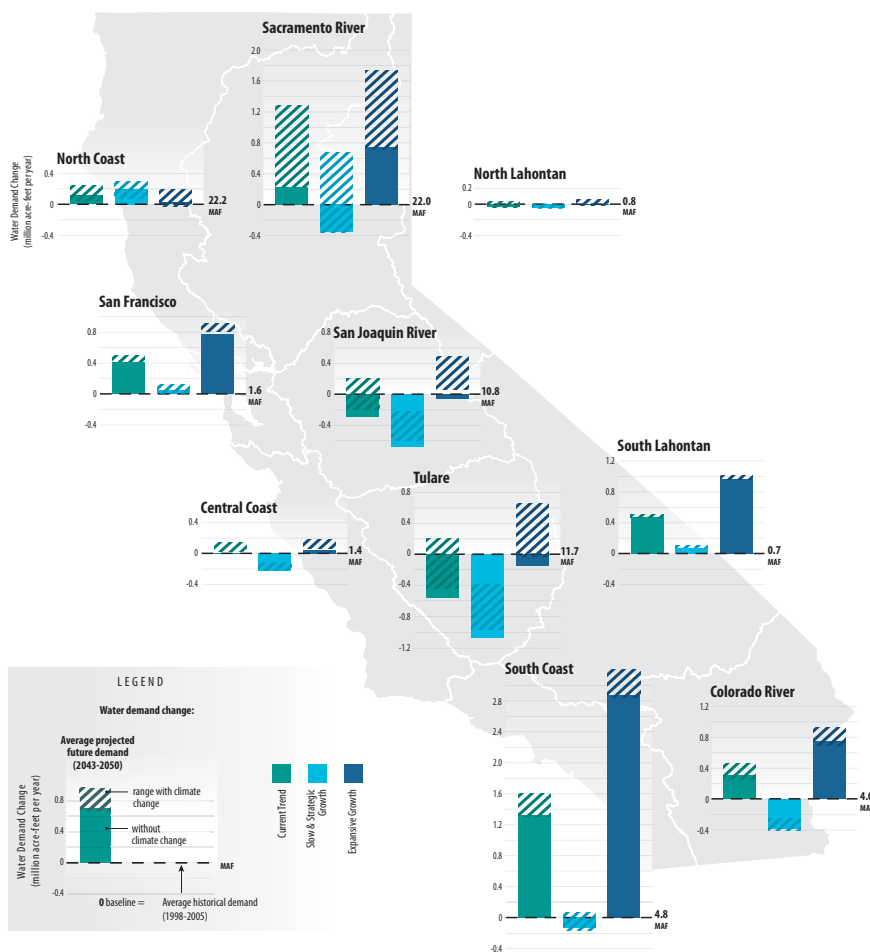 Sacramento River
2.0
1.6
1.2
0.8
0.4
0
-0.4
22.0
MAF
North Coast
Water Demand Change
(million acre- feet per year)
0.4
0
-0.4
22.2
MAF
North Lahontan
0.2
0
-0.4
0.8
MAF
San Francisco
0.8
0.4
0
-0.4
1.6
MAF
San Joaquin River
0.8
0.4
0
-0.4
10.8
MAF
South Lahontan
1.2
0.8
0.4
0
-0.4
0.7
MAF
Tulare
0.8
0.4
0
-0.4
-0.8
-1.2
11.7
MAF
Central Coast
0.4
0
-0.4
1.4
MAF
South Coast
2.8
2.4
2.0
1.6
1.2
0.8
0.4
0
-0.4
4.8
MAF
Colorado River
1.2
0.8
0.4
0
-0.4
LEGEND
Water demand change:
Average projected
future demand
(2043-2050)
Water Demand Change
(million acre-feet per year)
0.8
0.4
0
-0.4
range with climate
change
without
climate change
MAF
0 baseline =
Average historical demand
(1998-2005)
Current Trend
Slow & Strategic
Growth
Expansive Growth